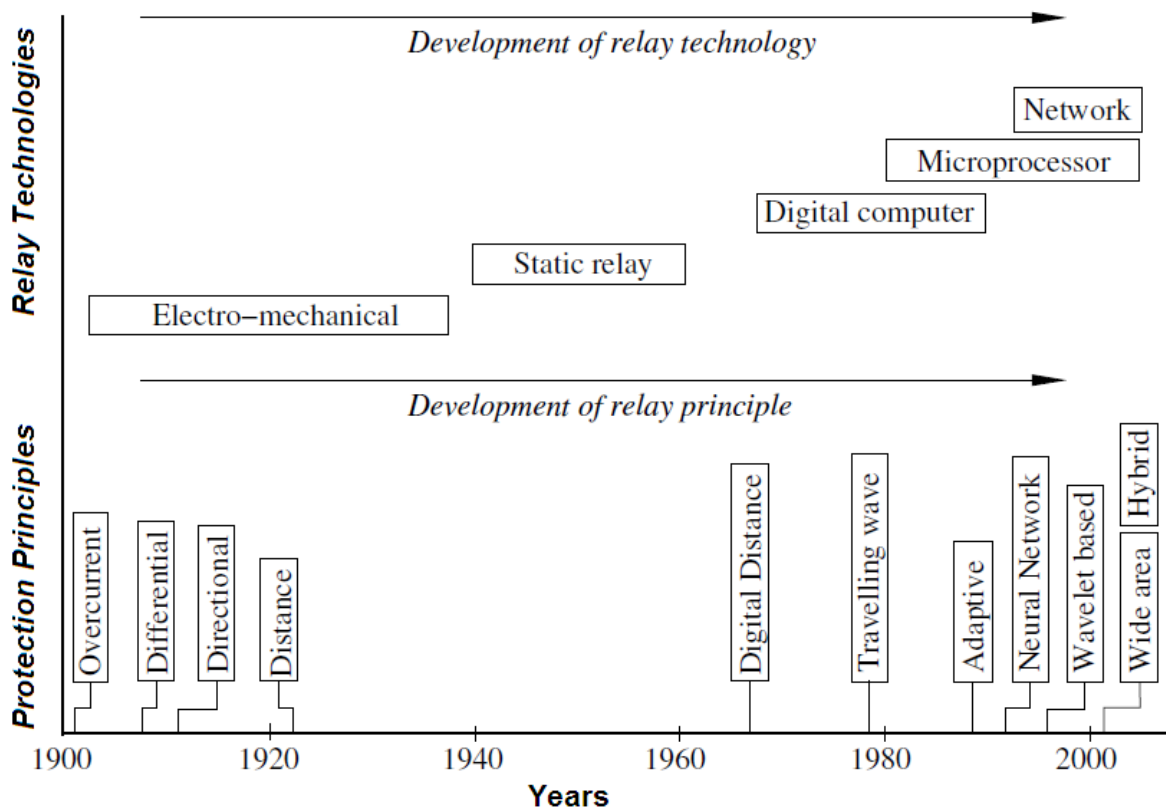 Relay Technologies
Development of relay technology
Network
Microprocessor
Digital computer
Static relay
Electro-mechanical
Protection Principles
Development of relay principle
Overcurrent
Differential
Directional
Distance
Digital Distance
Travelling wave
Adaptive
Neural Network
Wavelet based
Hybrid
Wide area
1900 1920 1940 1960 1980 2000
Years